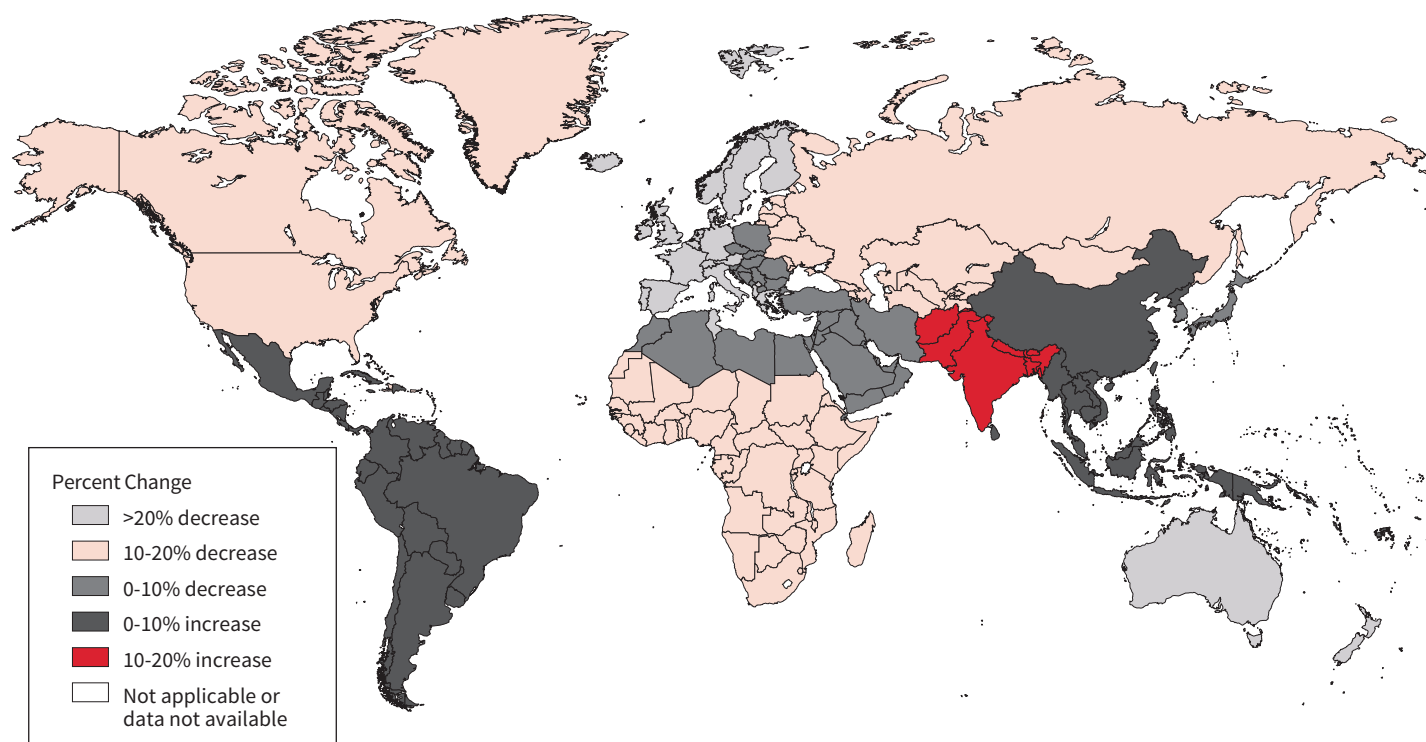 Percent Change
>20% decrease
10-20% decrease
0-10% decrease
0-10% increase
10-20% increase
Not applicable or
data not available